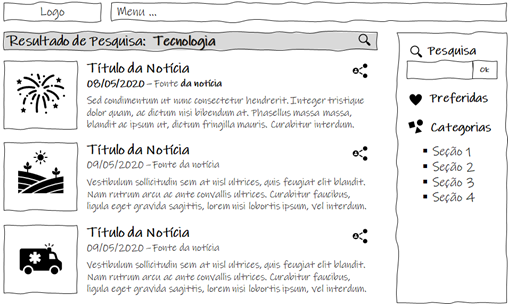 Logo
Menu ...
Resultado de Pesquisa: Tecnologia
Título da Notícia
08/05/2020 – Fonte da notícia
Sed condimentum ut nunc consectetur hendrerit. Integer tristique
dolor quam, ac dictum nisi bibendum at. Phasellus massa massa,
blandit ac ipsum ut, dictum fringilla mauris. Curabitur interdum.
Título da Notícia
09/05/2020 – Fonte da notícia
Vestibulum sollicitudin sem at nisl ultrices, quis feugiat elit blandit.
Nam rutrum arcu ac ante convallis ultrices. Curabitur faucibus,
ligula eget gravida sagittis, lorem nisi lobortis ipsum, vel interdum.
Título da Notícia
09/05/2020 – Fonte da notícia
Vestibulum sollicitudin sem at nisl ultrices, quis feugiat elit blandit.
Nam rutrum arcu ac ante convallis ultrices. Curabitur faucibus,
ligula eget gravida sagittis, lorem nisi lobortis ipsum, vel interdum.
Pesquisa
Ok
Preferidas
Categorias
Seção 1
Seção 2
Seção 3
Seção 4